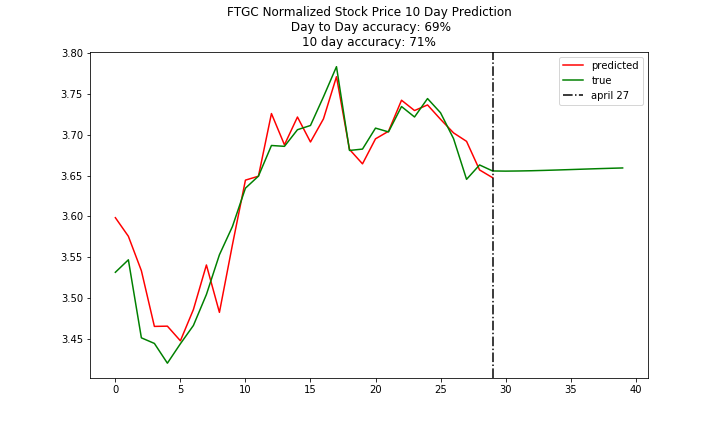 FTGC Normalized Stock Price 10 Day Prediction
Day to Day accuracy: 69%
10 day accuracy: 71%
3.80
3.75
3.70
3.65
3.60
3.55
3.50
3.45
predicted
true
april 27
0 5 10 15 20 25 30 35 40